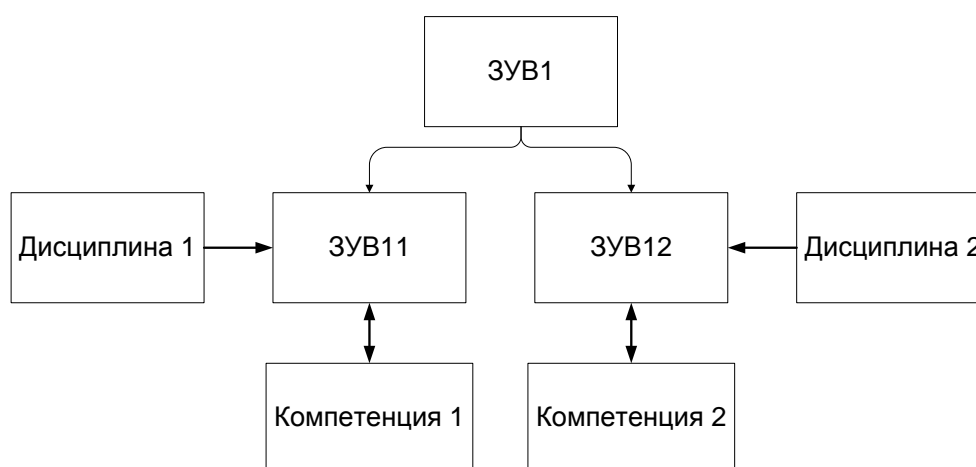 ЗУВ1
Дисциплина 1
ЗУВ11
ЗУВ12
Дисциплина 2
Компетенция 1
Компетенция 2